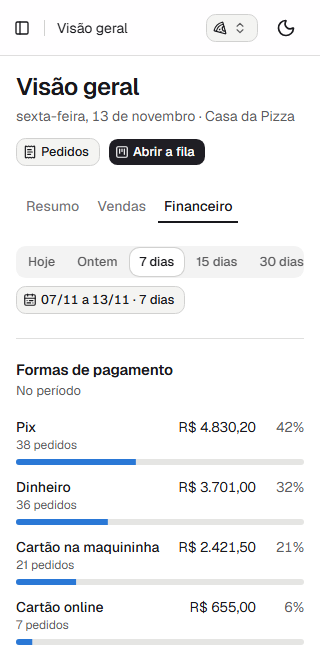 Visão geral
Visão geral
sexta-feira, 13 de novembro · Casa da Pizza
Pedidos
Abrir a fila
Resumo
Vendas
Financeiro
Hoje
Ontem
7 dias
15 dias
30 dias
07/11 a 13/11 · 7 dias
Formas de pagamento
No período
Pix R$ 4.830,20 42%
38 pedidos
Dinheiro R$ 3.701,00 32%
36 pedidos
Cartão na maquininha R$ 2.421,50 21%
21 pedidos
Cartão online R$ 655,00 6%
7 pedidos